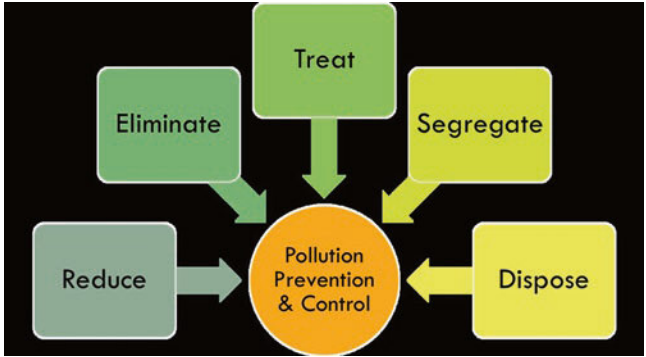 Treat
Eliminate
Segregate
Reduce
Pollution
Prevention
& Control
Dispose